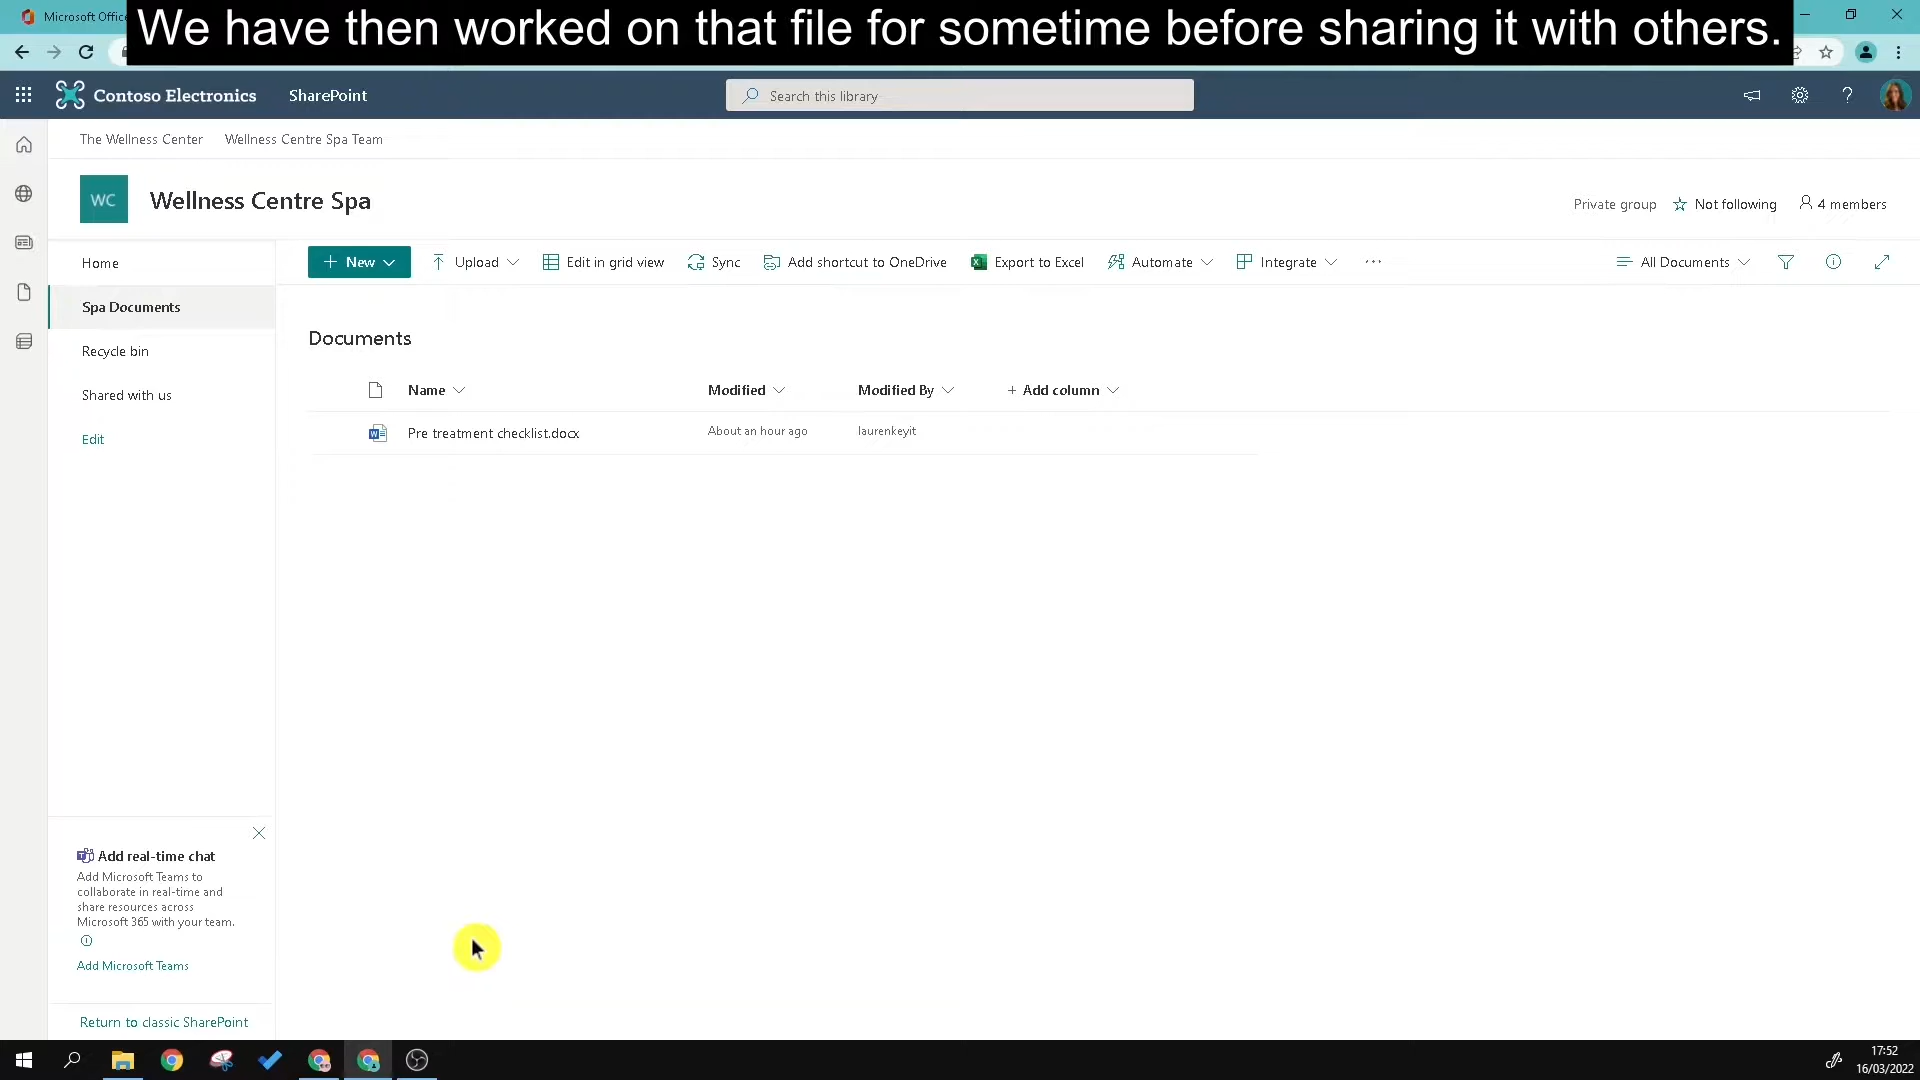 Microsoft Offic
We have then worked on that file for sometime before sharing it with others.
Contoso Electronics
SharePoint
Search this library
The Wellness Center
Wellness Centre Spa Team
WC
Wellness Centre Spa
Private group
Not following
4 members
Home
Spa Documents
Recycle bin
Shared with us
Edit
New
Upload
Edit in grid view
Sync
Add shortcut to OneDrive
Export to Excel
Automate
Integrate
All Documents
Documents
Name
Modified
Modified By
+ Add column
Pre treatment checklist.docx
About an hour ago
laurenkeyit
Add real-time chat
Add Microsoft Teams to
collaborate in real-time and
share resources across
Microsoft 365 with your team.
Add Microsoft Teams
Return to classic SharePoint
17:52
16/03/2022